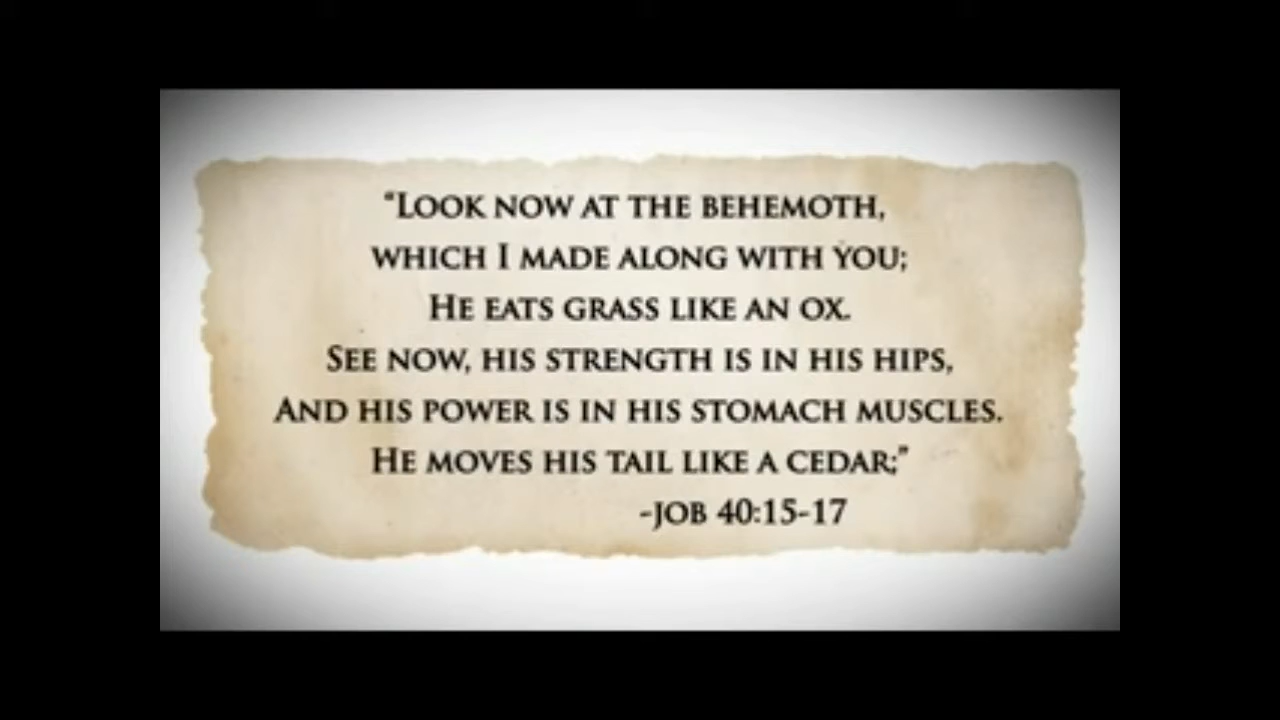 “Look now at the behemoth,
which I made along with you;
He eats grass like an ox.
See now, his strength is in his hips,
And his power is in his stomach muscles.
He moves his tail like a cedar;”
-Job 40:15-17